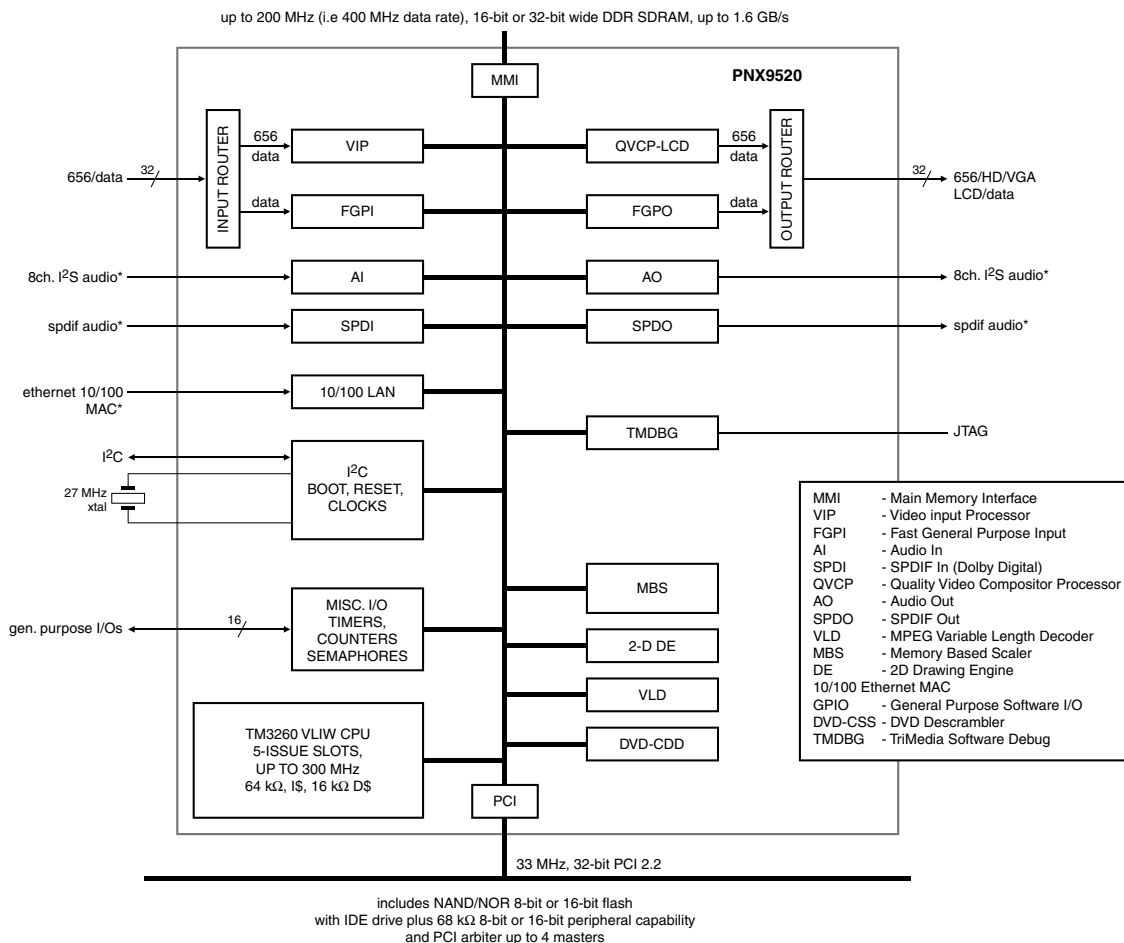 up to 200 MHz (i.e 400 MHz data rate), 16-bit or 32-bit wide DDR SDRAM, up to 1.6 GB/s
PNX9520
MMI
656/data
32
INPUT ROUTER
656
data
data
VIP
FGPI
QVCP-LCD
FGPO
656
data
data
OUTPUT ROUTER
32
656/HD/VGA
LCD/data
8ch. I2S audio*
AI
AO
8ch. I2S audio*
spdif audio*
SPDI
SPDO
spdif audio*
ethernet 10/100
MAC*
10/100 LAN
TMDBG
JTAG
I2C
27 MHz
xtal
I2C
BOOT, RESET,
CLOCKS
gen. purpose I/Os
16
MISC. I/O
TIMERS,
COUNTERS
SEMAPHORES
MBS
2-D DE
VLD
DVD-CDD
TM3260 VLIW CPU
5-ISSUE SLOTS,
UP TO 300 MHz
64 kΩ, I$, 16 kΩ D$
PCI
MMI - Main Memory Interface
VIP - Video input Processor
FGPI - Fast General Purpose Input
AI - Audio In
SPDI - SPDIF In (Dolby Digital)
QVCP - Quality Video Compositor Processor
AO - Audio Out
SPDO - SPDIF Out
VLD - MPEG Variable Length Decoder
MBS - Memory Based Scaler
DE - 2D Drawing Engine
10/100 Ethernet MAC
GPIO - General Purpose Software I/O
DVD-CSS - DVD Descrambler
TMDBG - TriMedia Software Debug
33 MHz, 32-bit PCI 2.2
includes NAND/NOR 8-bit or 16-bit flash
with IDE drive plus 68 kΩ 8-bit or 16-bit peripheral capability
and PCI arbiter up to 4 masters